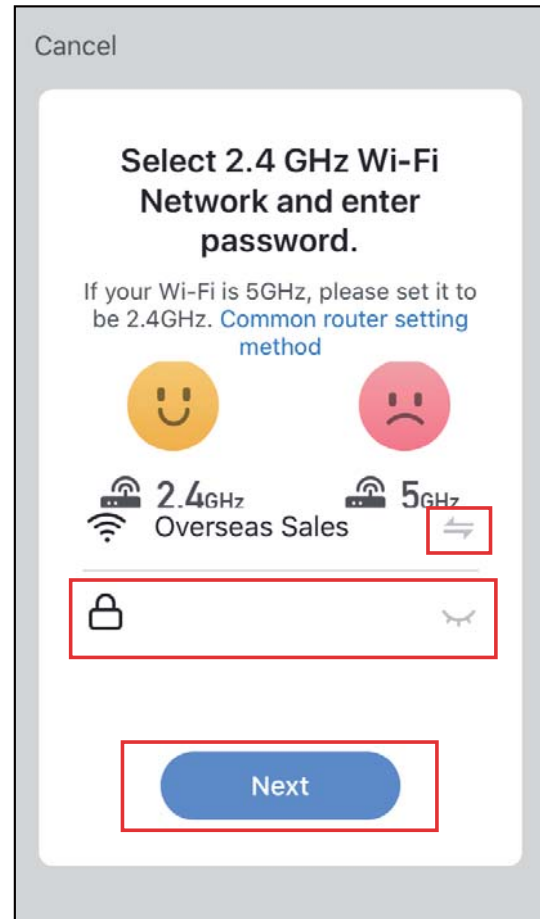 Cancel
Select 2.4 GHz Wi-Fi
Network and enter
password.
If your Wi-Fi is 5GHz, please set it to
be 2.4GHz. Common router setting
method
2.4GHz 5GHz
Overseas Sales
Next